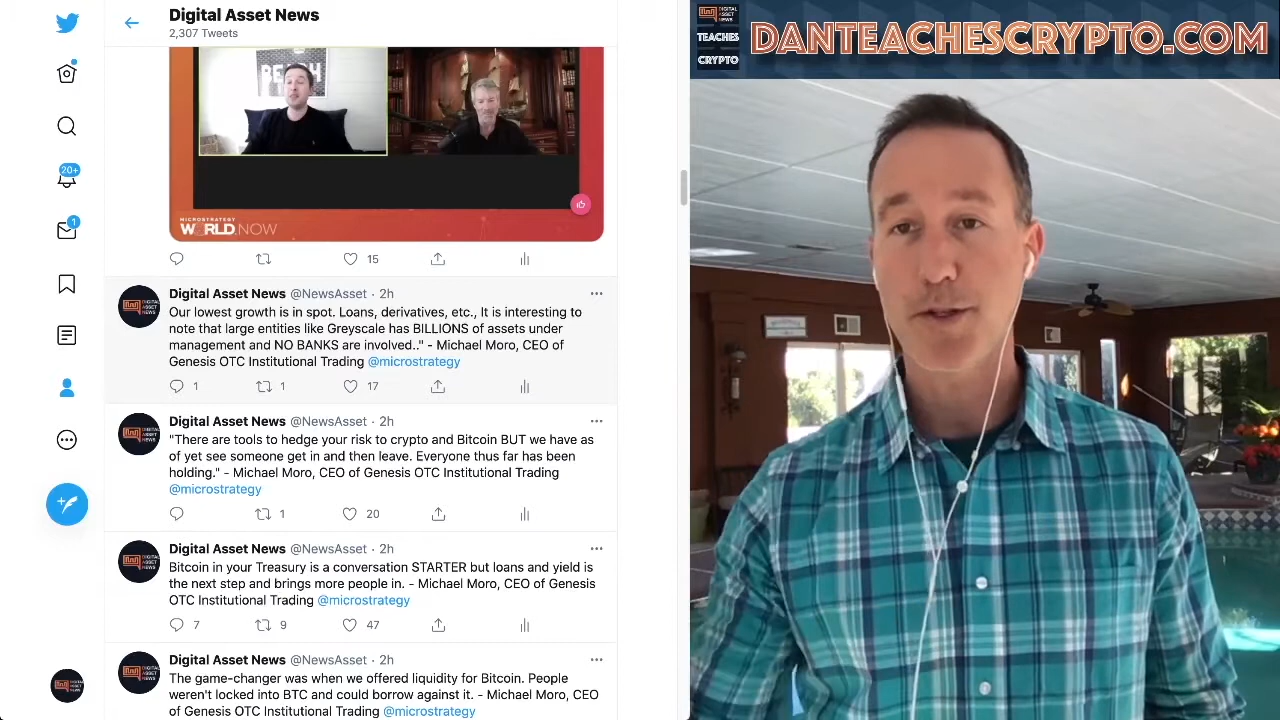 Digital Asset News
2,307 Tweets
BEACH
MICROSTRATEGY
WORLD.NOW
15
Digital Asset News @NewsAsset · 2h
Our lowest growth is in spot. Loans, derivatives, etc., It is interesting to
note that large entities like Greyscale has BILLIONS of assets under
management and NO BANKS are involved.." - Michael Moro, CEO of
Genesis OTC Institutional Trading @microstrategy
1 1 17
Digital Asset News @NewsAsset · 2h
"There are tools to hedge your risk to crypto and Bitcoin BUT we have as
of yet see someone get in and then leave. Everyone thus far has been
holding." - Michael Moro, CEO of Genesis OTC Institutional Trading
@microstrategy
1 20
Digital Asset News @NewsAsset · 2h
Bitcoin in your Treasury is a conversation STARTER but loans and yield is
the next step and brings more people in. - Michael Moro, CEO of Genesis
OTC Institutional Trading @microstrategy
7 9 47
Digital Asset News @NewsAsset · 2h
The game-changer was when we offered liquidity for Bitcoin. People
weren't locked into BTC and could borrow against it. - Michael Moro, CEO
of Genesis OTC Institutional Trading @microstrategy
20+
1
DIGITAL
ASSET
NEWS
TEACHES
CRYPTO
DANTEACHESCRYPTO.COM